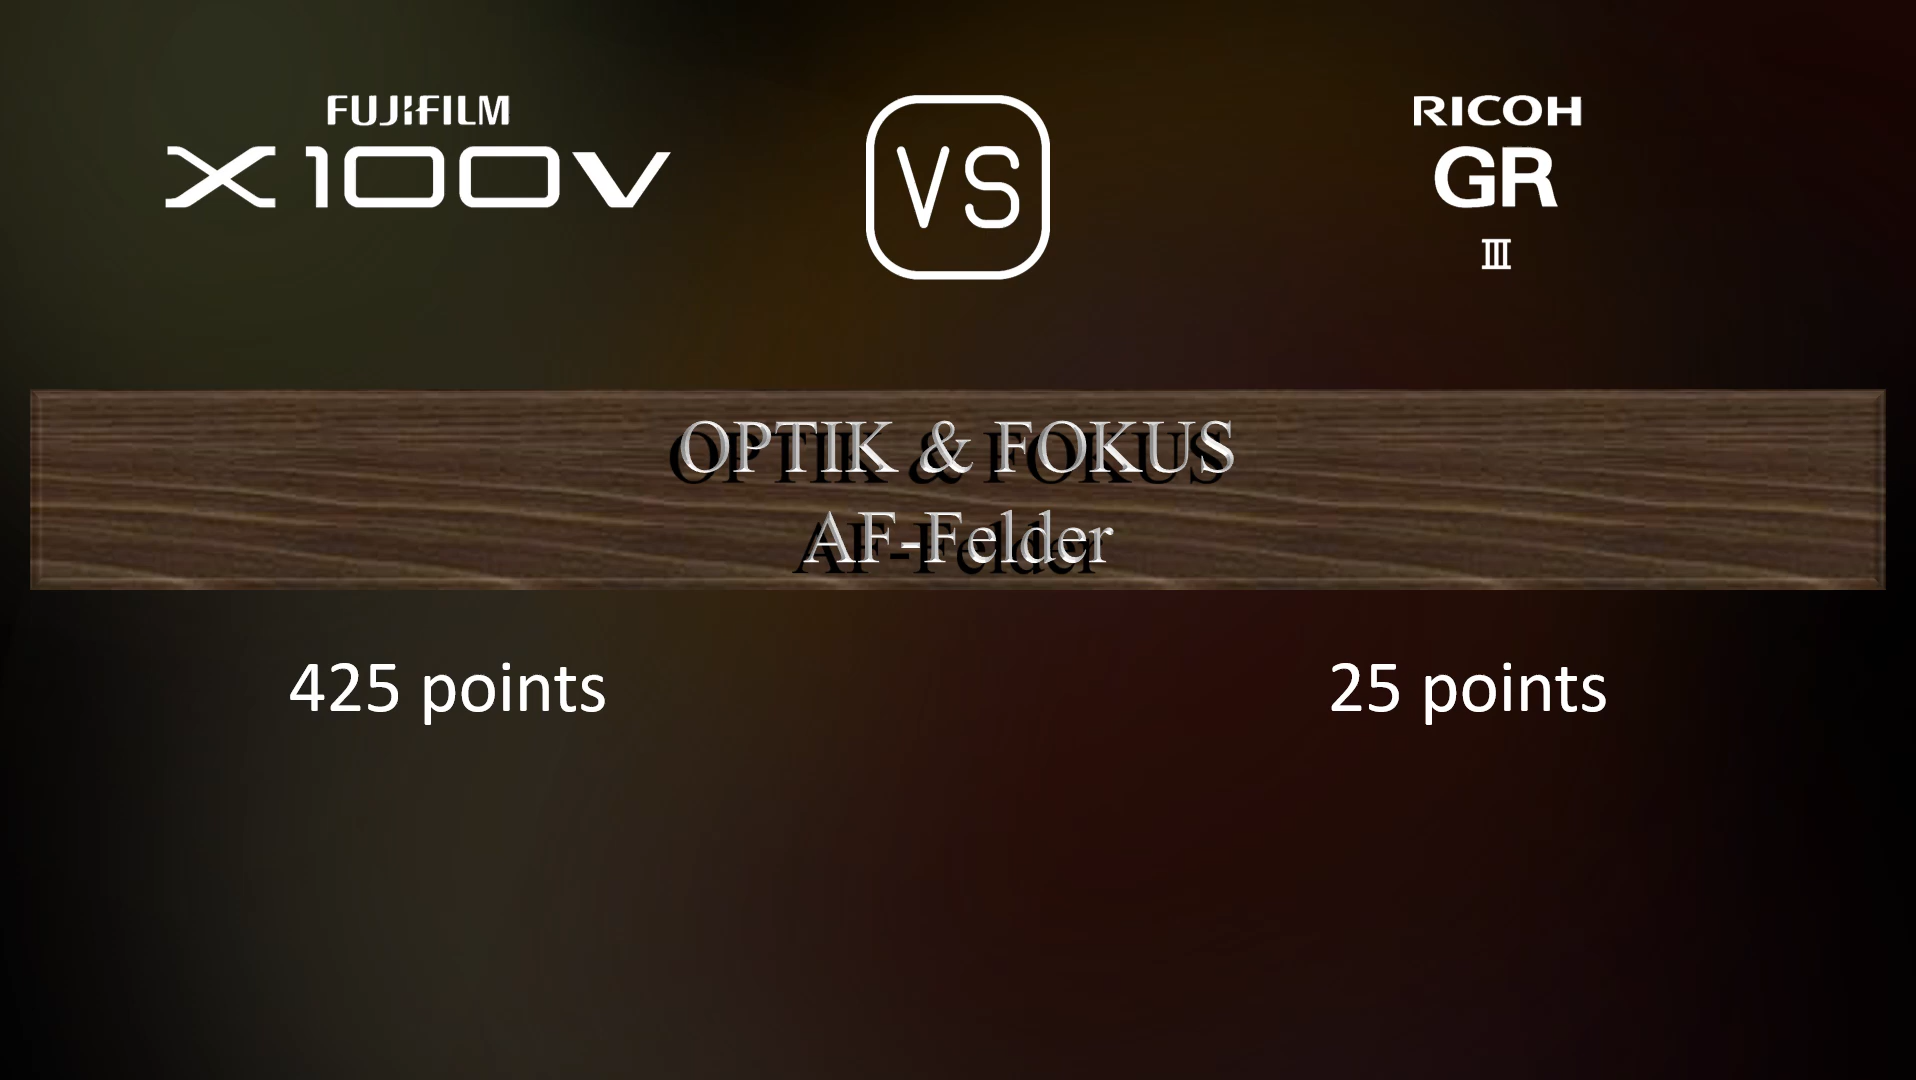 FUJIFILM
X100V
VS
RICOH
GR
III
OPTIK & FOKUS
AF-Felder
425 points
25 points